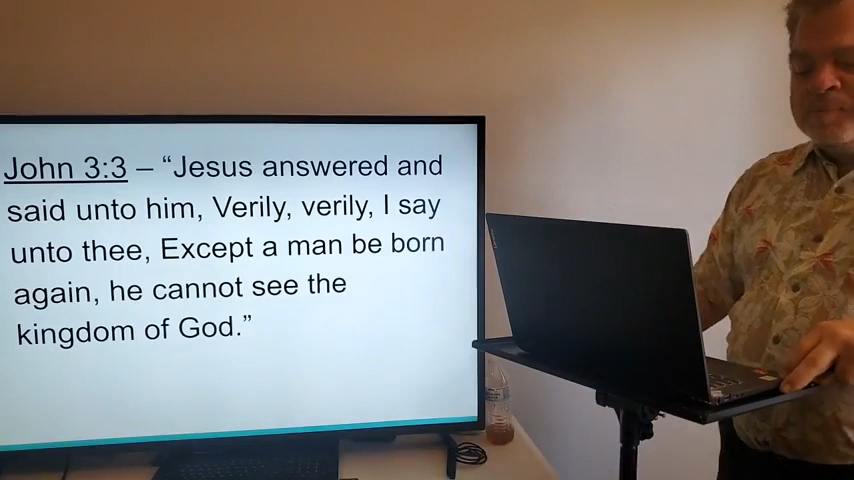 John 3:3 – “Jesus answered and
said unto him, Verily, verily, I say
unto thee, Except a man be born
again, he cannot see the
kingdom of God.”